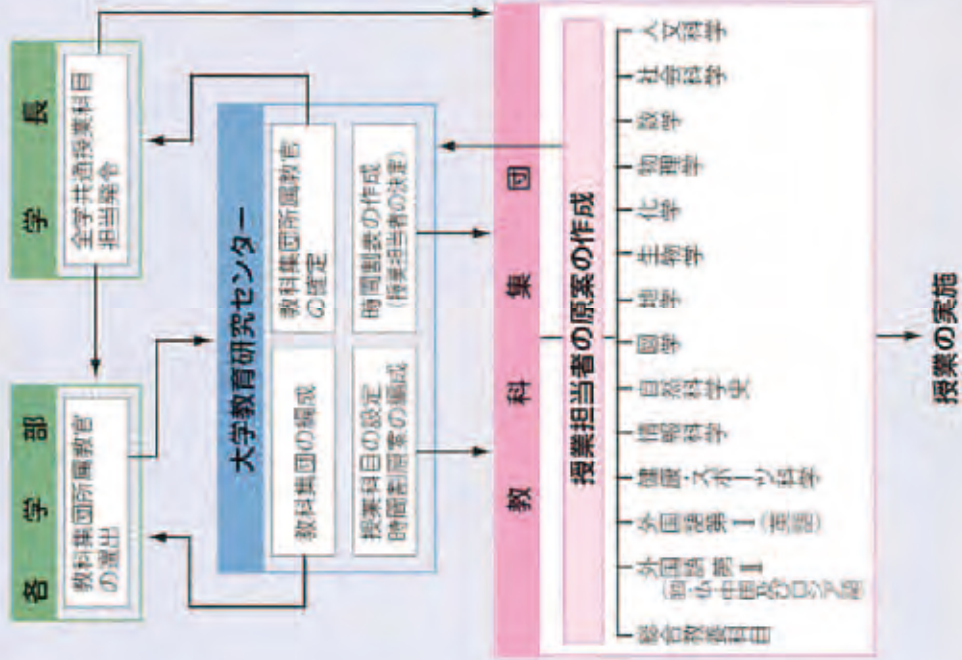 各学部
教科集団所属教官
の選出
学長
全学共通授業科目
担当発令
大学教育研究センター
教科集団の編成
教科集団所属教官
の確定
授業科目の設定
時間割原案の編成
時間割表の作成
(授業担当者の決定)
教科集団
授業担当者の原案の作成
総合教養科目
外国語第Ⅱ
(独・仏・中国及びロシア語)
外国語第Ⅰ(英語)
健康・スポーツ科学
情報科学
自然科学史
図学
地学
生物学
化学
物理学
数学
社会科学
人文科学
授業の実施